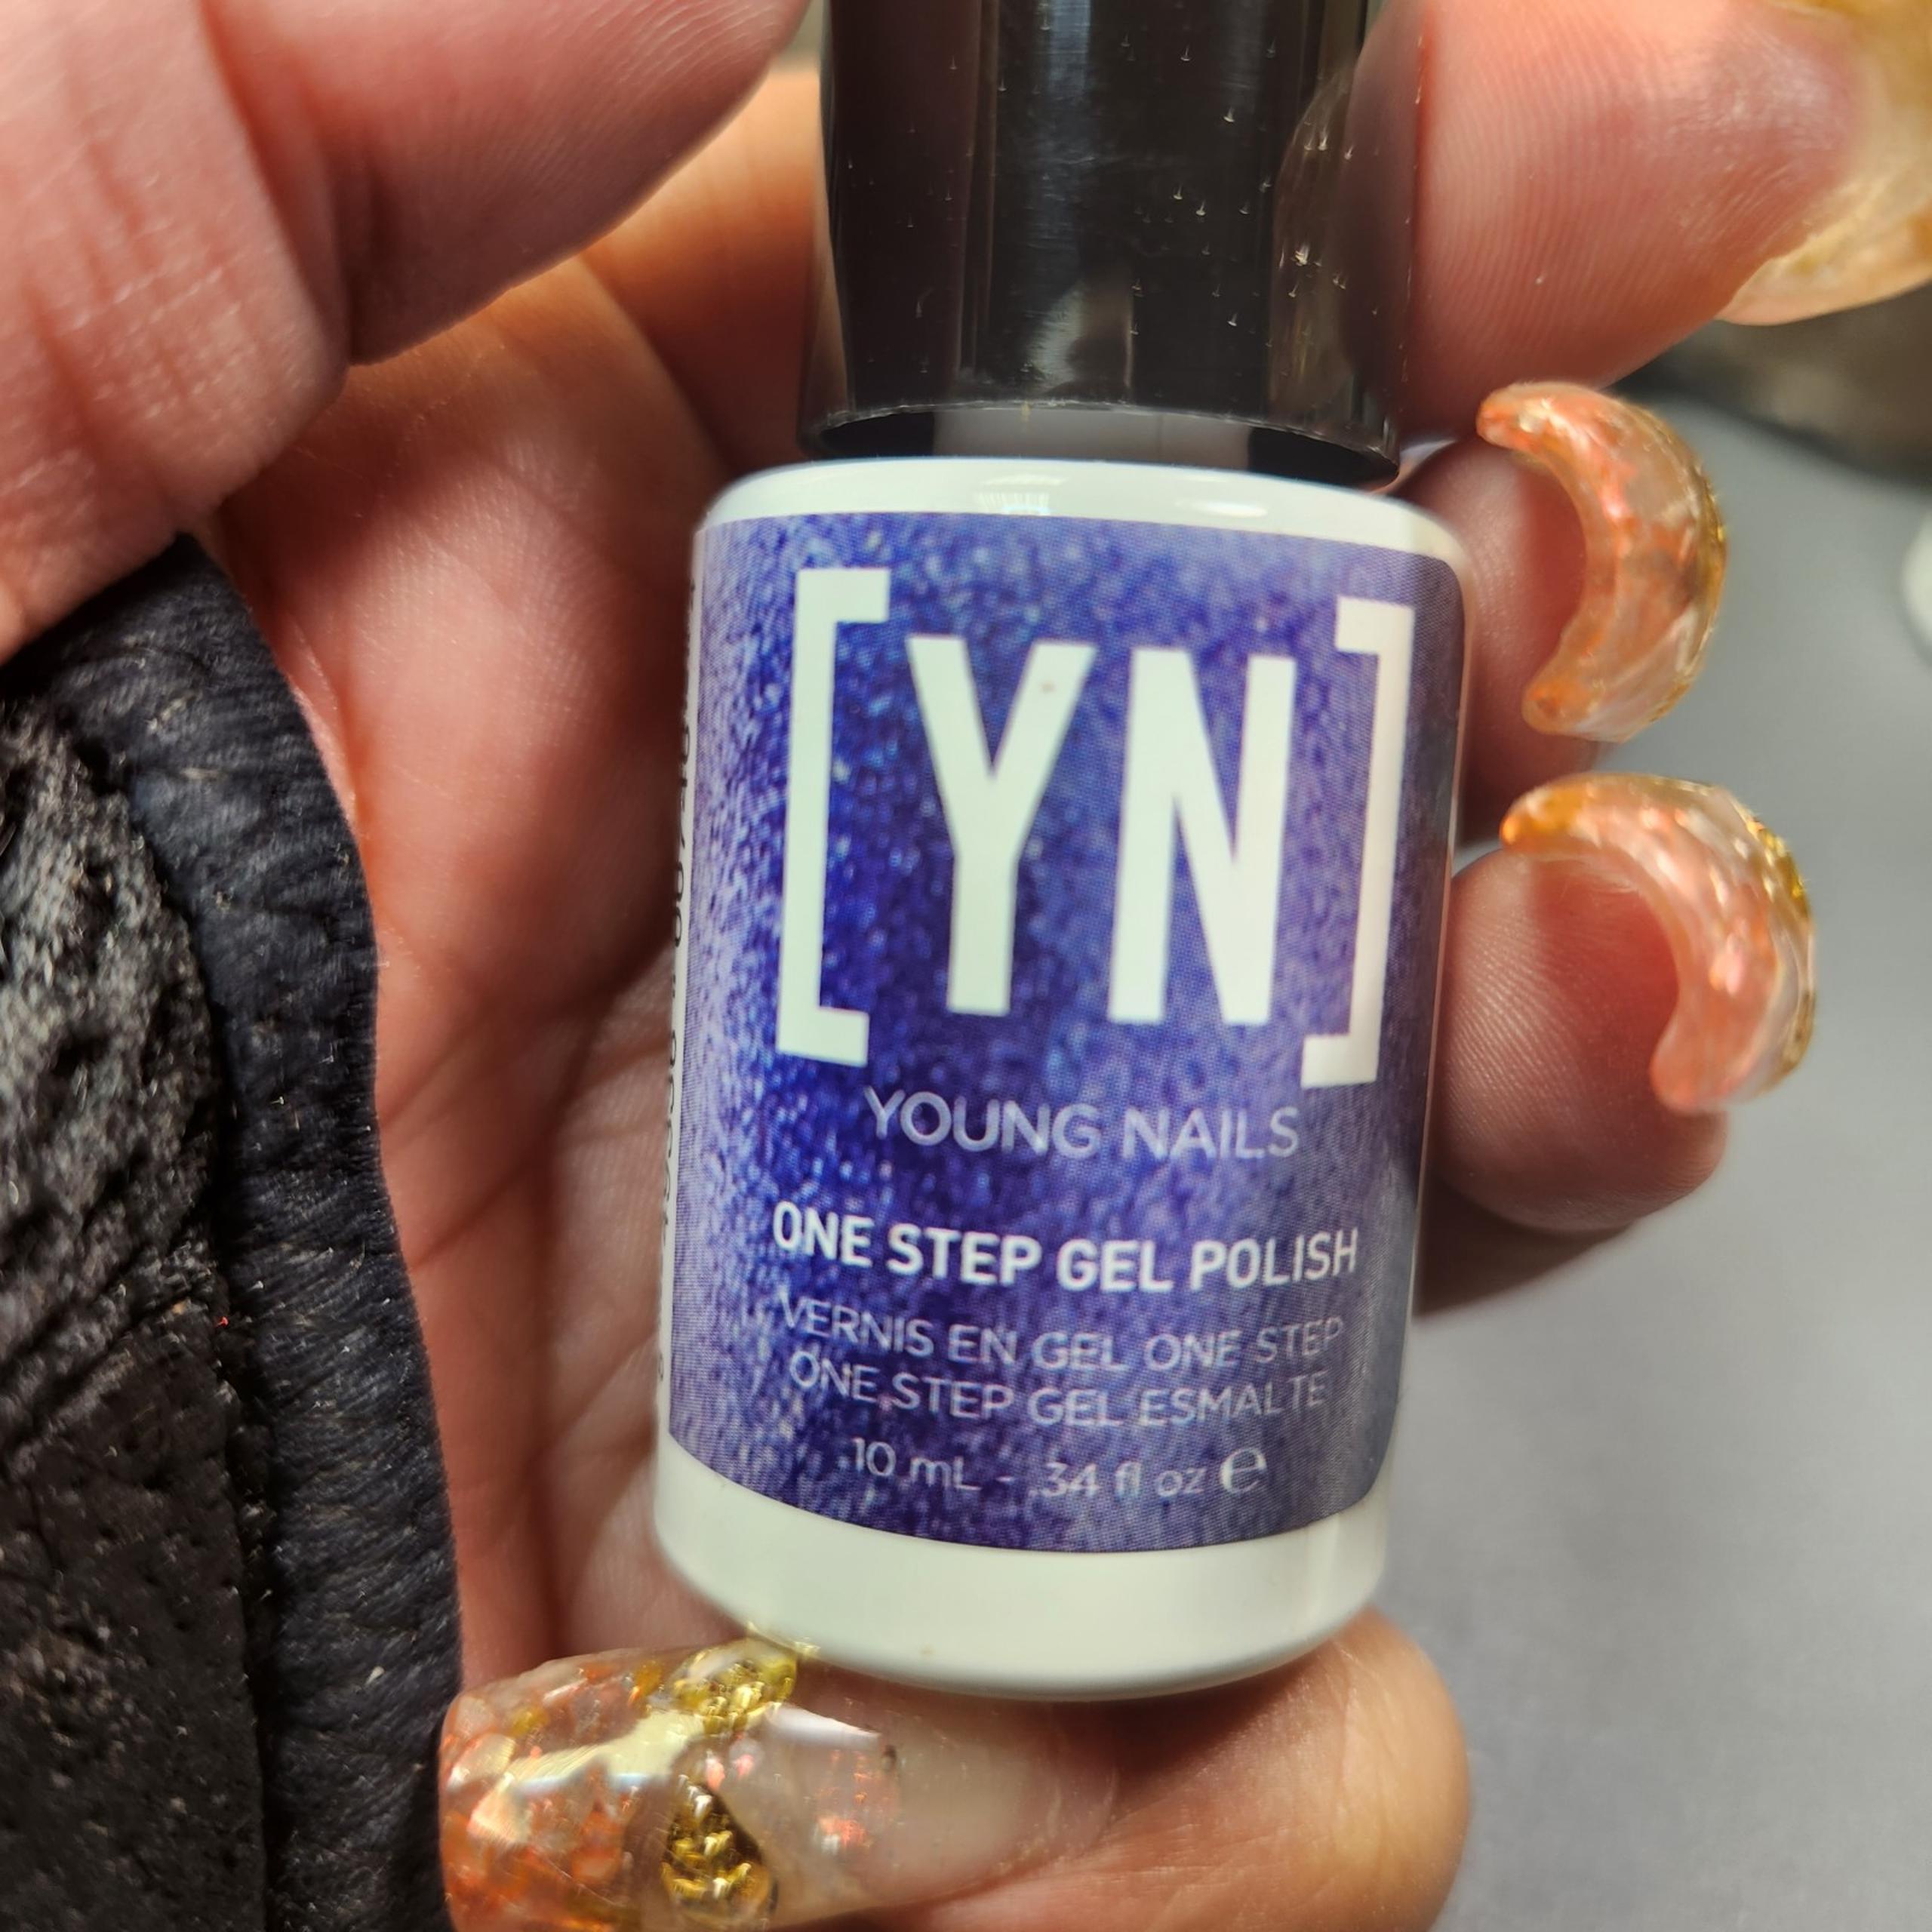 [YN]
YOUNG NAILS
ONE STEP GEL POLISH
VERNIS EN GEL ONE STEP
ONE STEP GEL ESMALTE
10 mL - .34 fl oz ℮